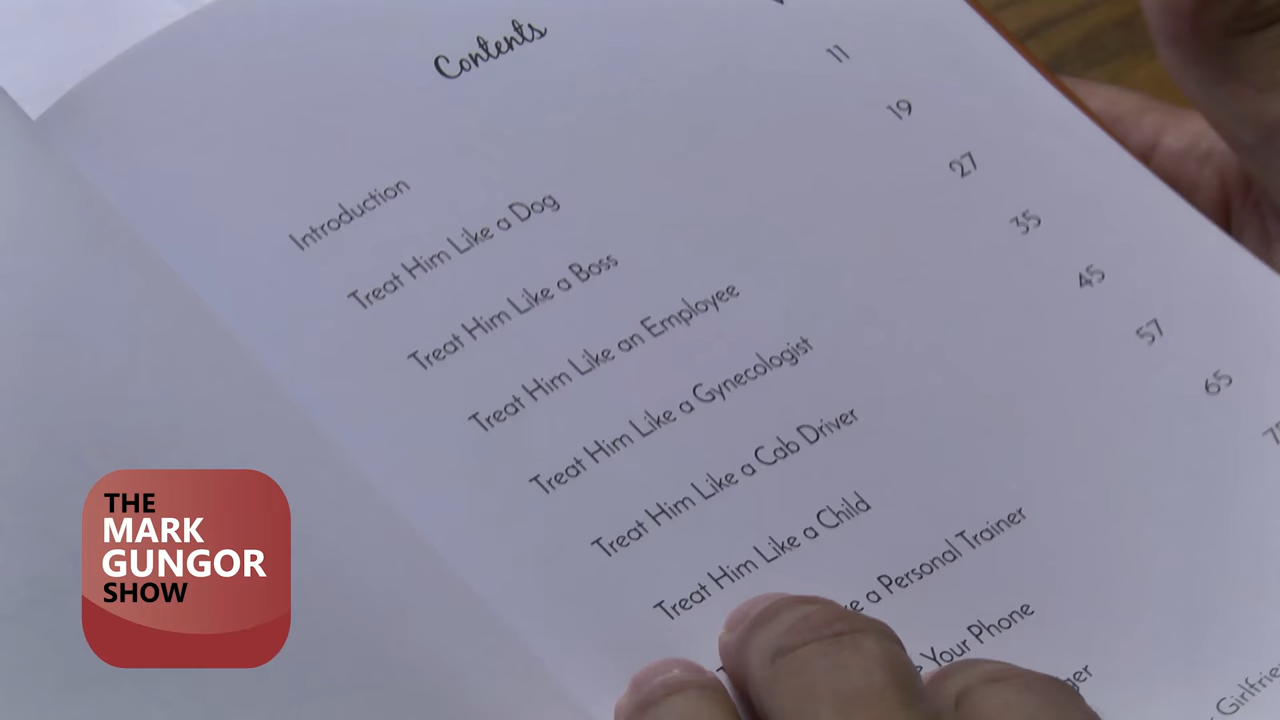 Contents
Introduction
Treat Him Like a Dog 11
Treat Him Like a Boss 19
Treat Him Like an Employee 27
Treat Him Like a Gynecologist 35
Treat Him Like a Cab Driver 45
Treat Him Like a Child 57
a Personal Trainer 65
Your Phone
THE
MARK
GUNGOR
SHOW